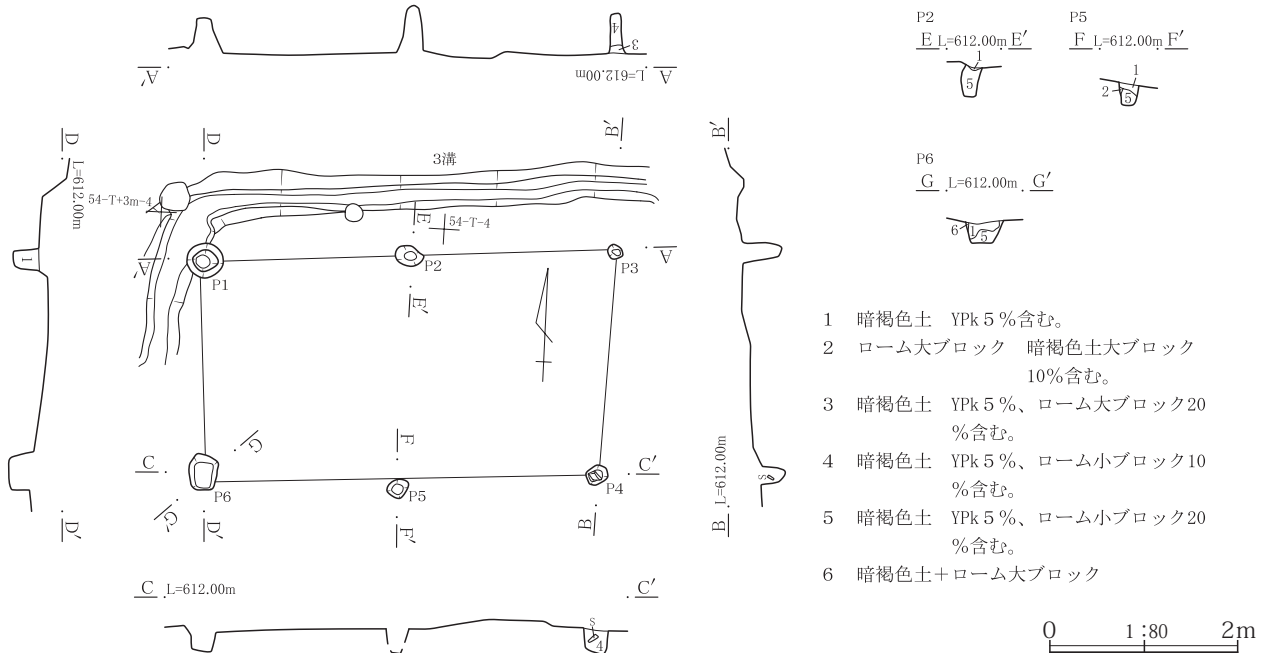 4
3
A′
A
L=612.00m
P2
E L=612.00m E′
1
5
P5
F L=612.00m F′
1
2
5
P6
G L=612.00m G′
6
1
5
D
L=612.00m
1
D′
D
B′
B′
3溝
54-T+3m-4
54-T-4
E
A′
A
P1
P2
P3
E′
G
F
C
C′
P6
P5
P4
G′
D′
F′
B
S
L=612.00m
B
C L=612.00m
C′
S
4
1 暗褐色土 YPk5%含む。
2 ローム大ブロック 暗褐色土大ブロック
10%含む。
3 暗褐色土 YPk5%、ローム大ブロック20
%含む。
4 暗褐色土 YPk5%、ローム小ブロック10
%含む。
5 暗褐色土 YPk5%、ローム小ブロック20
%含む。
6 暗褐色土+ローム大ブロック
0 1:80 2m